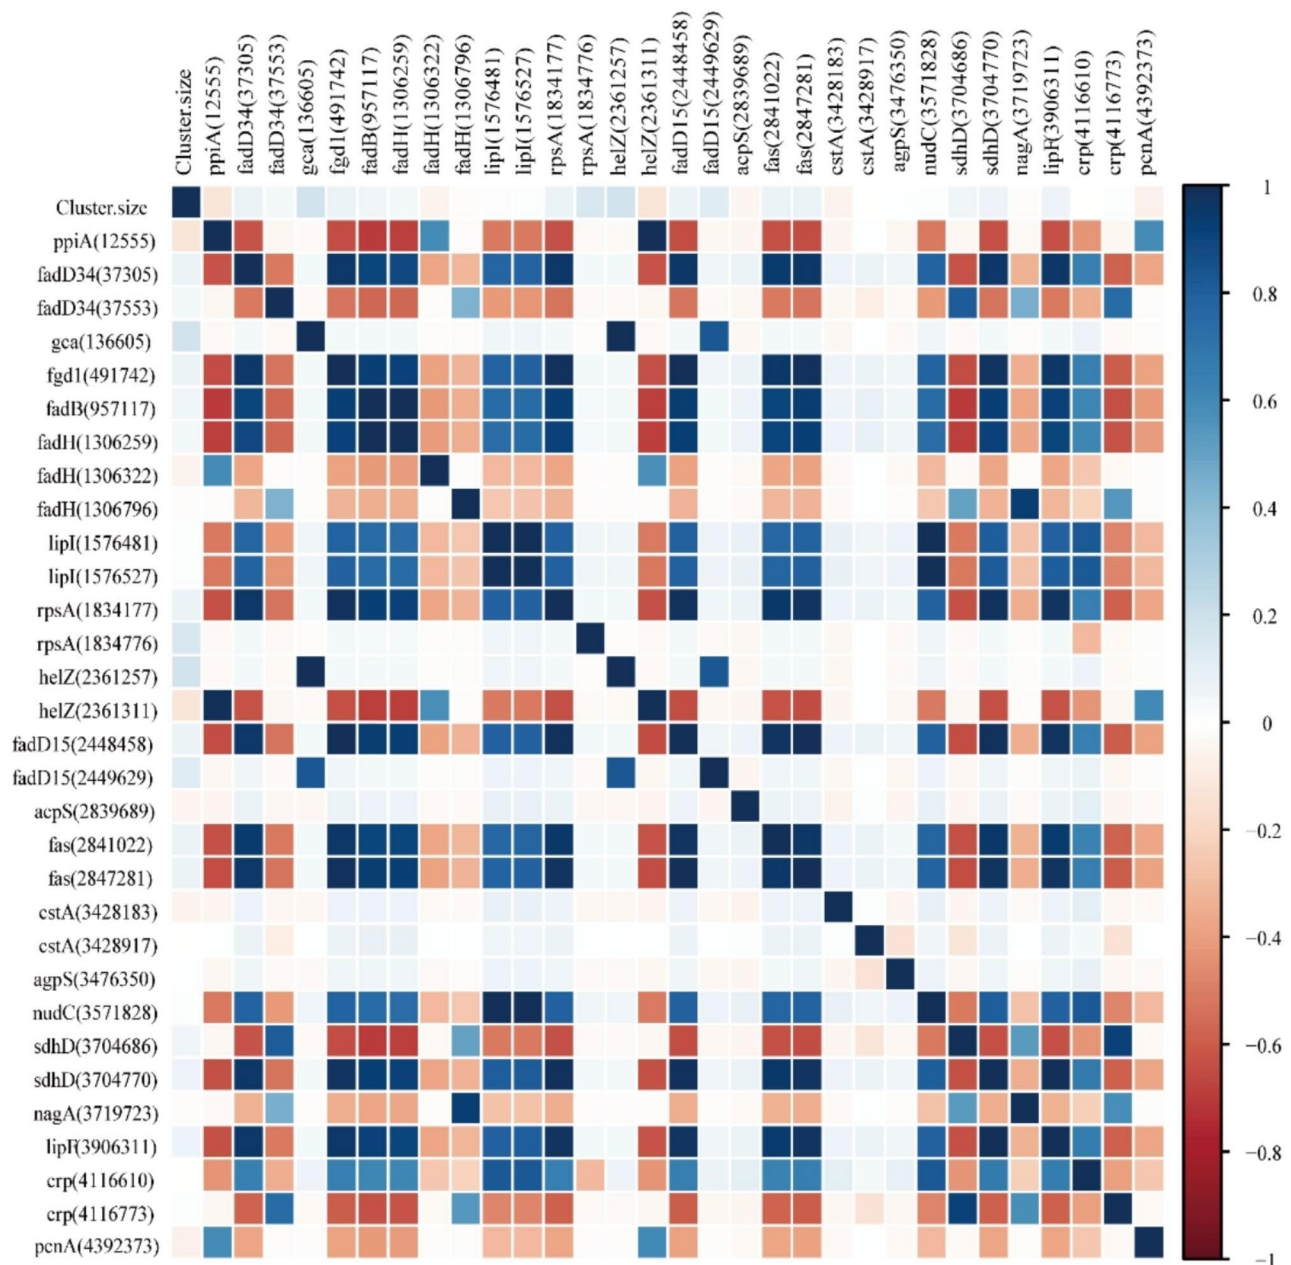 Cluster.size
ppiA(12555)
fadD34(37305)
fadD34(37553)
gca(136605)
fgd1(491742)
fadB(957117)
fadH(1306259)
fadH(1306322)
fadH(1306796)
lipI(1576481)
lipI(1576527)
rpsA(1834177)
rpsA(1834776)
helZ(2361257)
helZ(2361311)
fadD15(2448458)
fadD15(2449629)
acpS(2839689)
fas(2841022)
fas(2847281)
cstA(3428183)
cstA(3428917)
agpS(3476350)
nudC(3571828)
sdhD(3704686)
sdhD(3704770)
nagA(3719723)
lipF(3906311)
crp(4116610)
crp(4116773)
pcnA(4392373)
Cluster.size
ppiA(12555)
fadD34(37305)
fadD34(37553)
gca(136605)
fgd1(491742)
fadB(957117)
fadH(1306259)
fadH(1306322)
fadH(1306796)
lipI(1576481)
lipI(1576527)
rpsA(1834177)
rpsA(1834776)
helZ(2361257)
helZ(2361311)
fadD15(2448458)
fadD15(2449629)
acpS(2839689)
fas(2841022)
fas(2847281)
cstA(3428183)
cstA(3428917)
agpS(3476350)
nudC(3571828)
sdhD(3704686)
sdhD(3704770)
nagA(3719723)
lipF(3906311)
crp(4116610)
crp(4116773)
pcnA(4392373)
1
0.8
0.6
0.4
0.2
0
−0.2
−0.4
−0.6
−0.8
−1